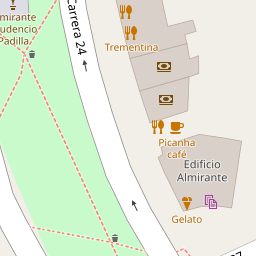 Carrera 24
Almirante
Prudencio
Padilla
Trementina
Picanha
café
Edificio
Almirante
Gelato